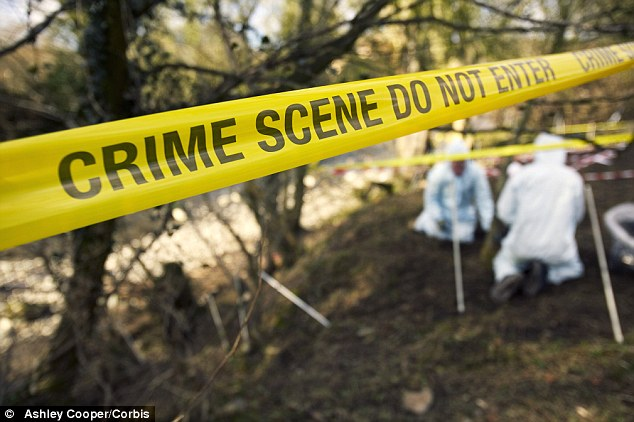 CRIME SCENE DO NOT ENTER CRIME
© Ashley Cooper/Corbis